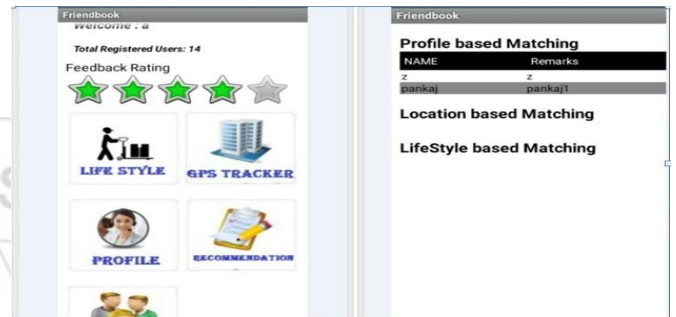 Friendbook
Welcome : a
Total Registered Users: 14
Feedback Rating
LIFE STYLE
GPS TRACKER
PROFILE
RECOMMENDATION
Friendbook
Profile based Matching
NAME Remarks
z z
pankaj pankaj1
Location based Matching
LifeStyle based Matching